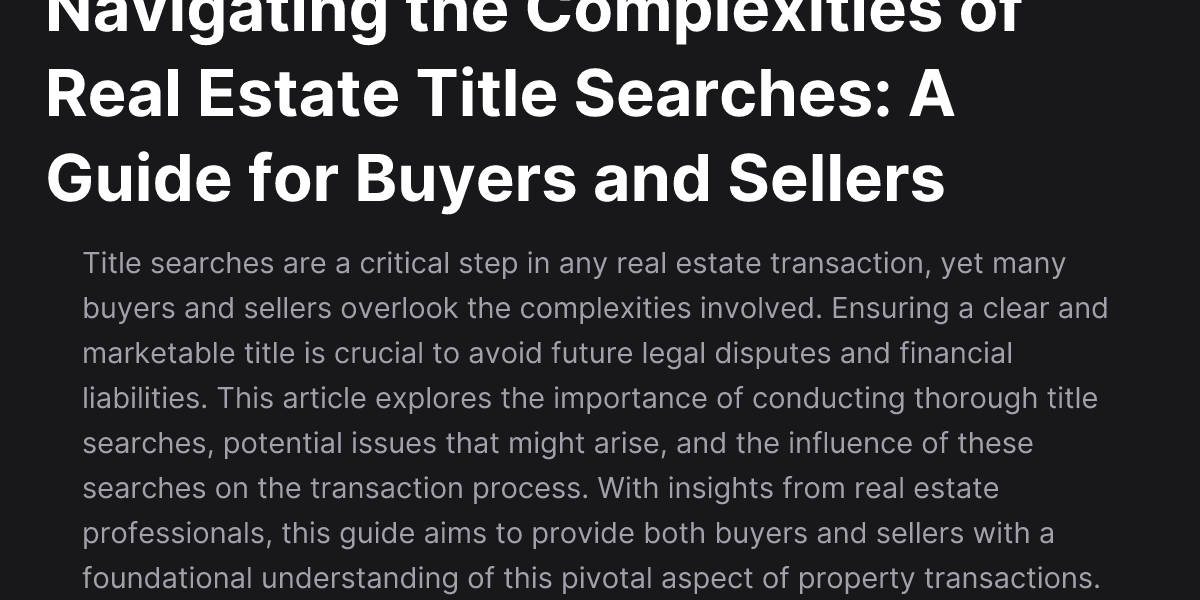 Navigating the Complexities of
Real Estate Title Searches: A
Guide for Buyers and Sellers
Title searches are a critical step in any real estate transaction, yet many
buyers and sellers overlook the complexities involved. Ensuring a clear and
marketable title is crucial to avoid future legal disputes and financial
liabilities. This article explores the importance of conducting thorough title
searches, potential issues that might arise, and the influence of these
searches on the transaction process. With insights from real estate
professionals, this guide aims to provide both buyers and sellers with a
foundational understanding of this pivotal aspect of property transactions.